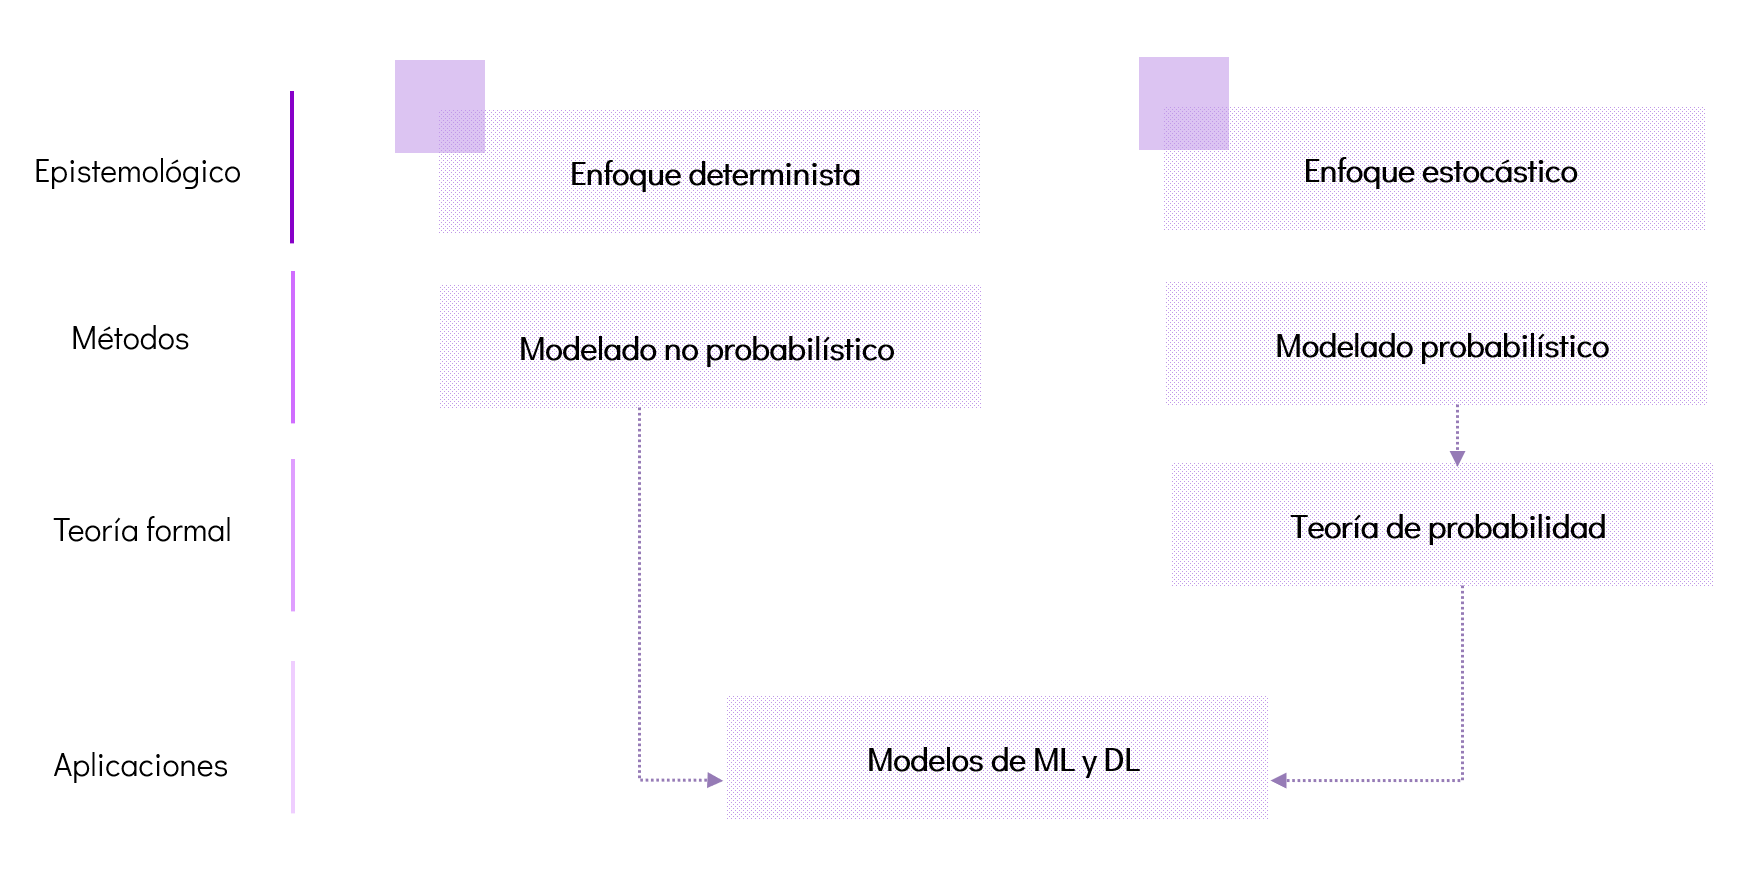 Epistemológico
Enfoque determinista
Enfoque estocástico
Métodos
Modelado no probabilístico
Modelado probabilístico
Teoría formal
Teoría de probabilidad
Aplicaciones
Modelos de ML y DL